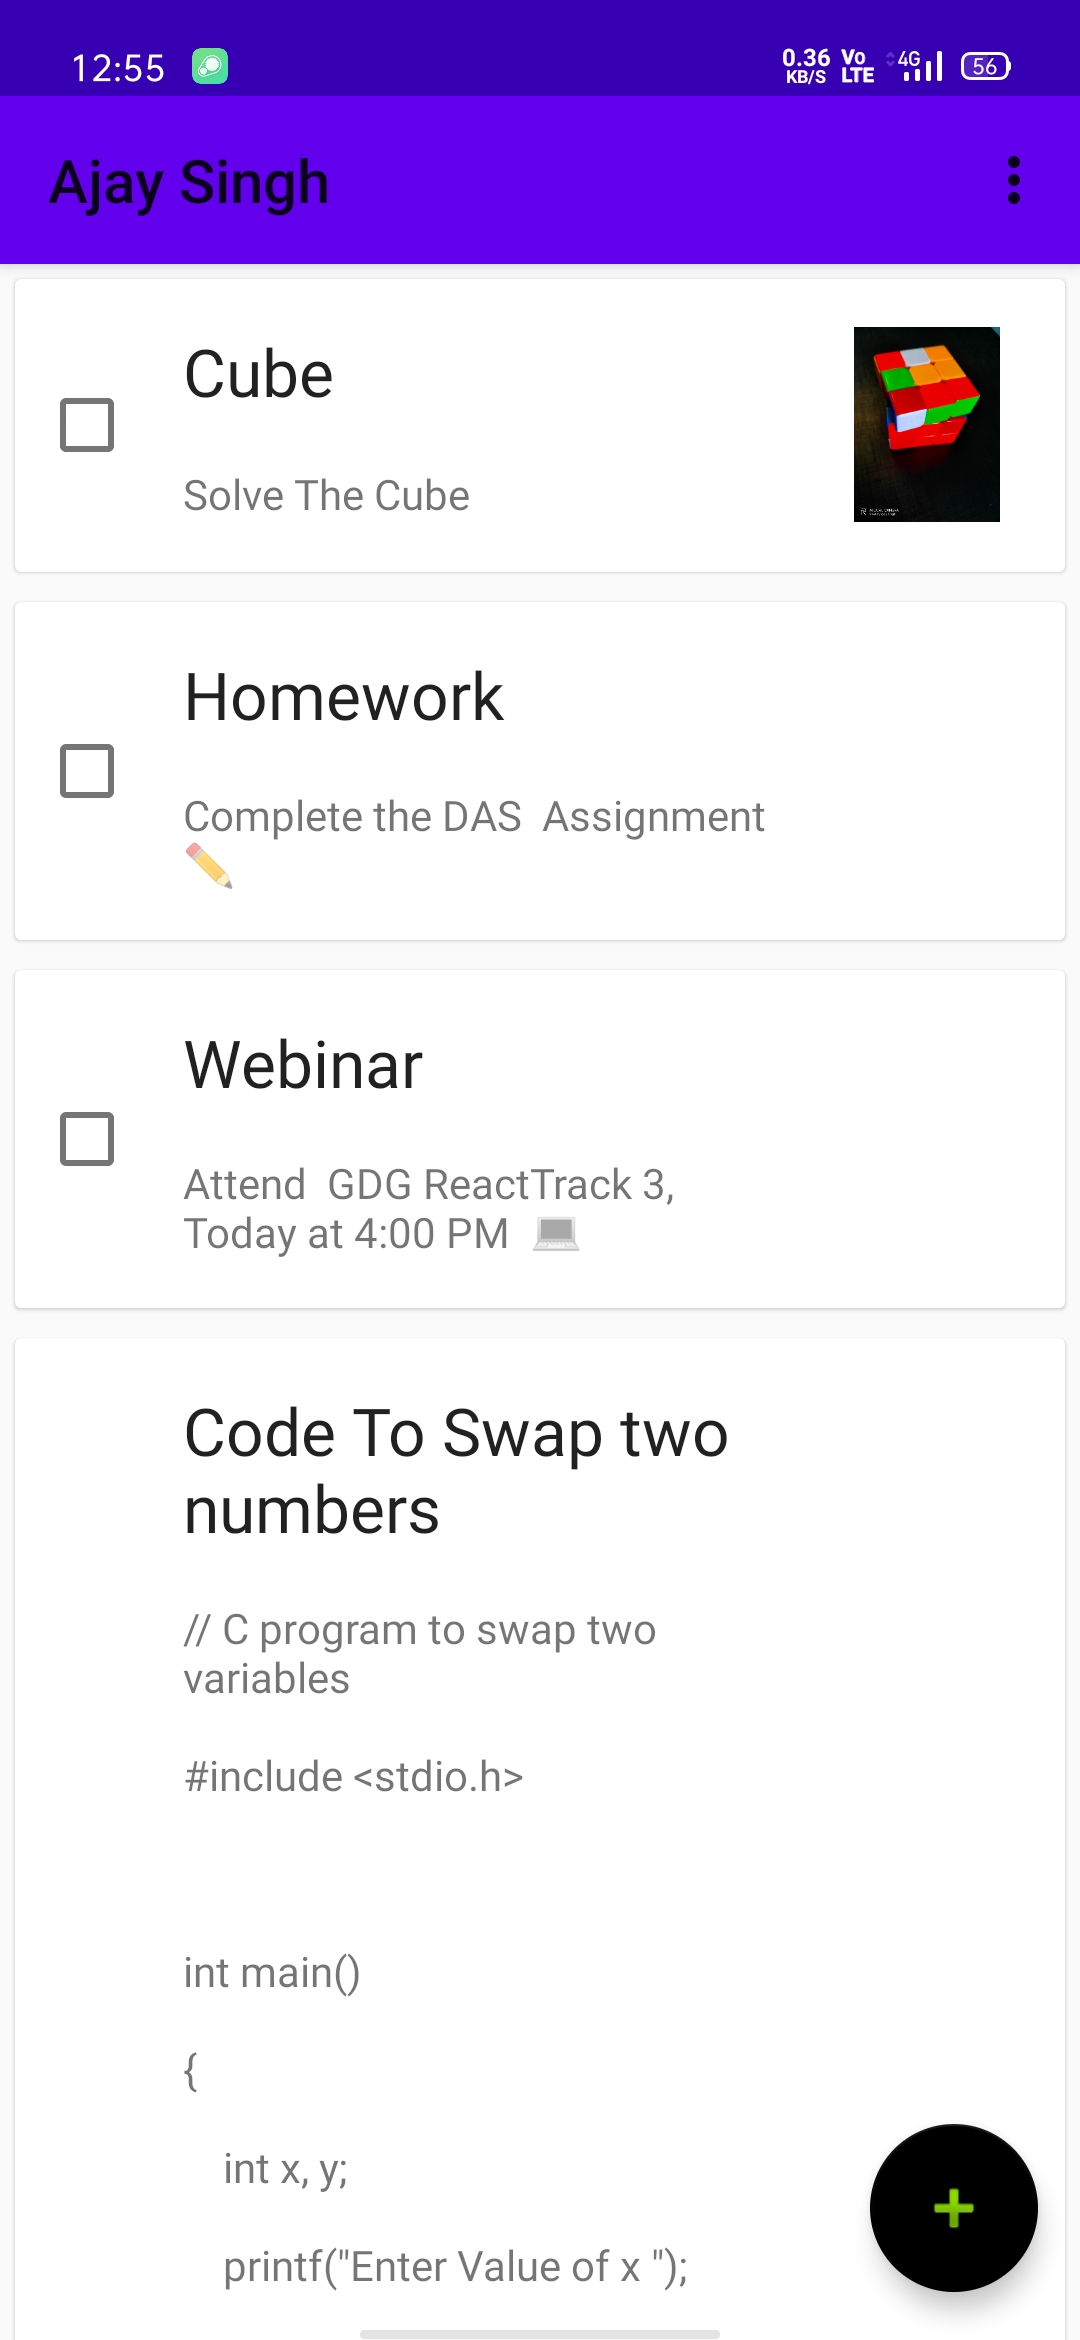 12:55
0.36 KB/S Vo LTE 4G 56
Ajay Singh
Cube
Solve The Cube
Homework
Complete the DAS  Assignment
✏️
Webinar
Attend  GDG ReactTrack 3,
Today at 4:00 PM  💻
Code To Swap two
numbers
// C program to swap two
variables
#include <stdio.h>
int main()
{
int x, y;
printf("Enter Value of x ");